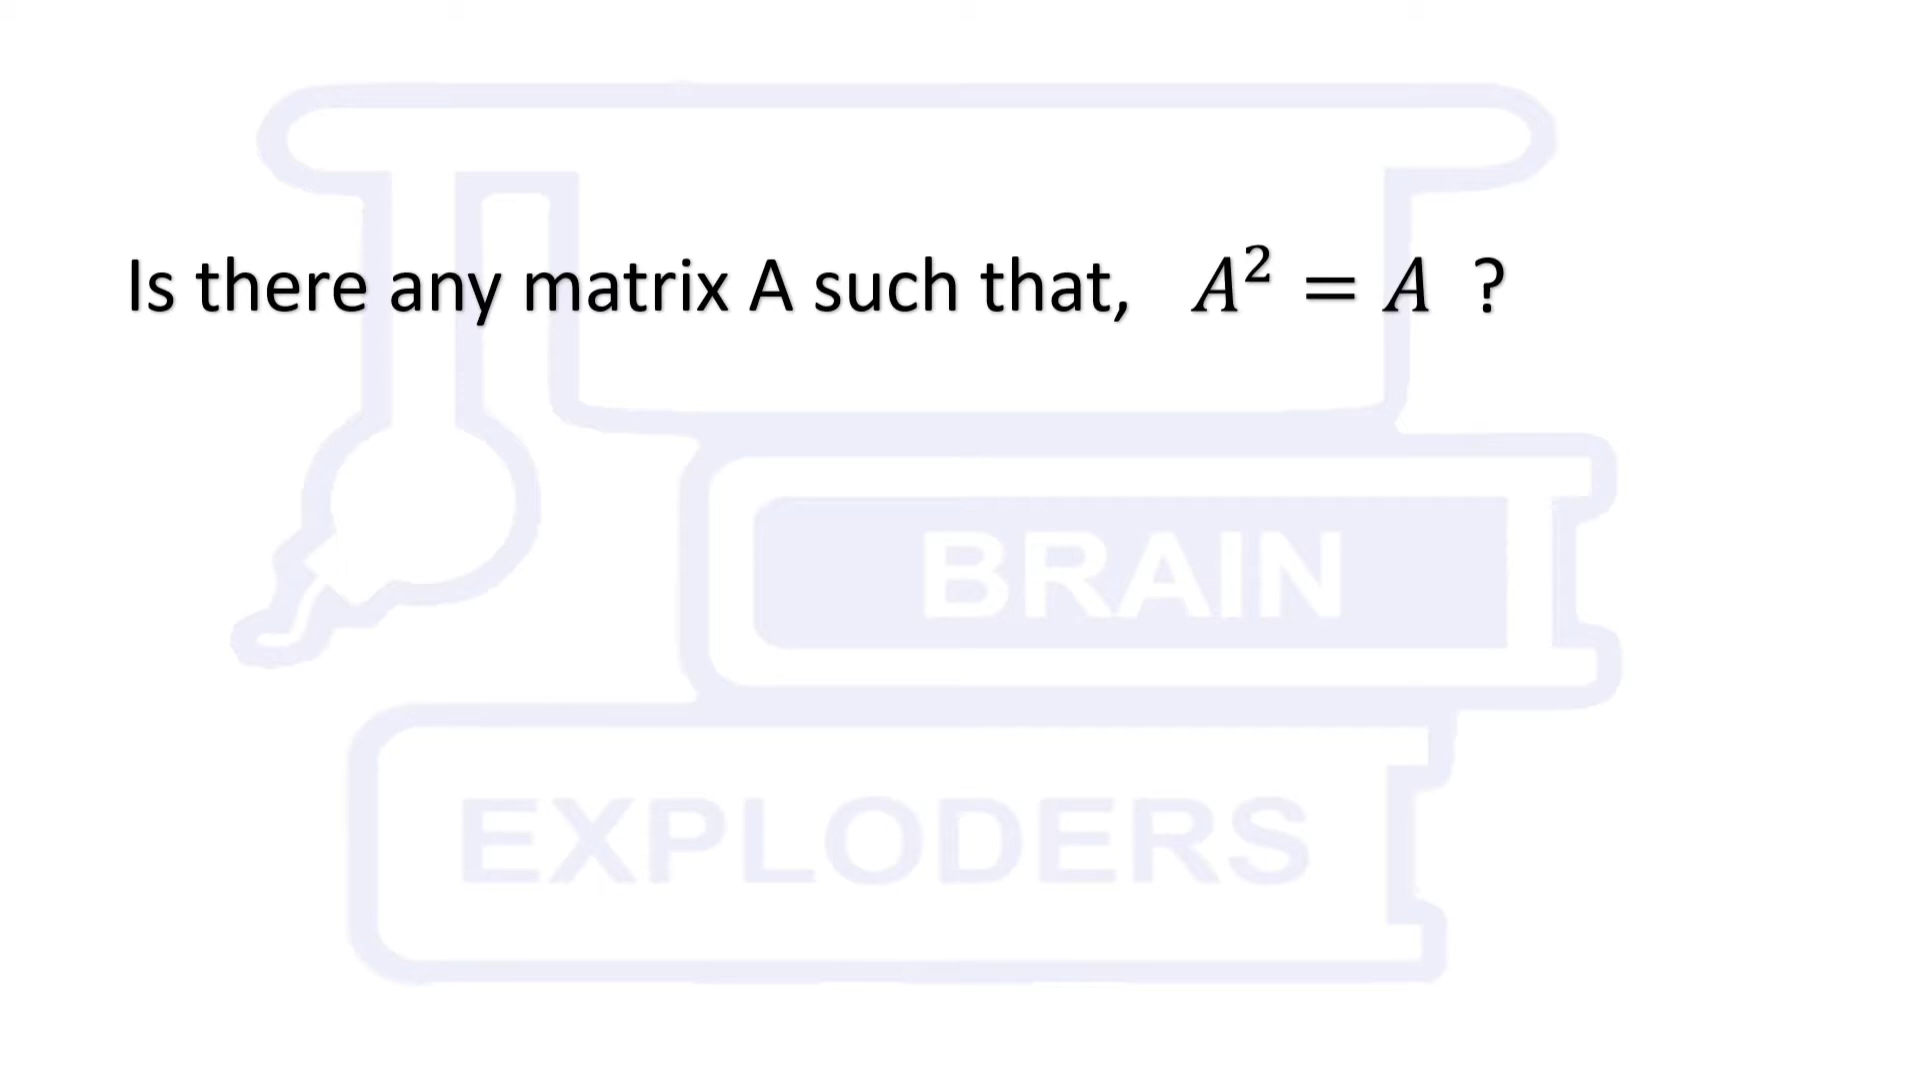 Is there any matrix A such that, A² = A ?
BRAIN
EXPLODERS